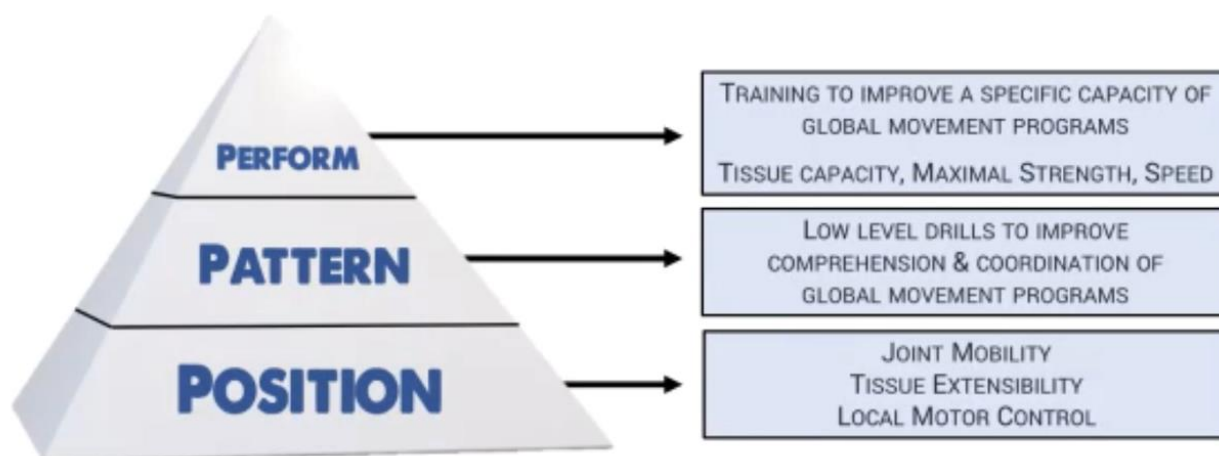 PERFORM
TRAINING TO IMPROVE A SPECIFIC CAPACITY OF
GLOBAL MOVEMENT PROGRAMS
TISSUE CAPACITY, MAXIMAL STRENGTH, SPEED
PATTERN
LOW LEVEL DRILLS TO IMPROVE
COMPREHENSION & COORDINATION OF
GLOBAL MOVEMENT PROGRAMS
POSITION
JOINT MOBILITY
TISSUE EXTENSIBILITY
LOCAL MOTOR CONTROL